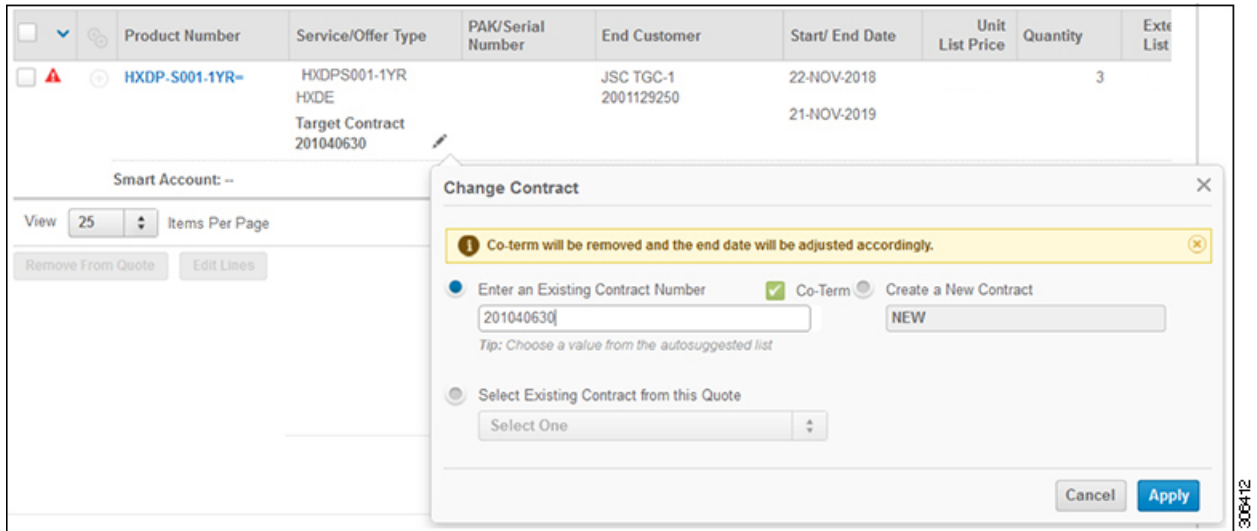 Product Number
Service/Offer Type
PAK/Serial
Number
End Customer
Start/ End Date
Unit
List Price
Quantity
Exte
List
HXDP-S001-1YR=
HXDPS001-1YR
HXDE
Target Contract
201040630
JSC TGC-1
2001129250
22-NOV-2018
21-NOV-2019
3
Smart Account: --
View 25 Items Per Page
Remove From Quote Edit Lines
Change Contract
Co-term will be removed and the end date will be adjusted accordingly.
Enter an Existing Contract Number Co-Term Create a New Contract
201040630 NEW
Tip: Choose a value from the autosuggested list
Select Existing Contract from this Quote
Select One
Cancel Apply
306412